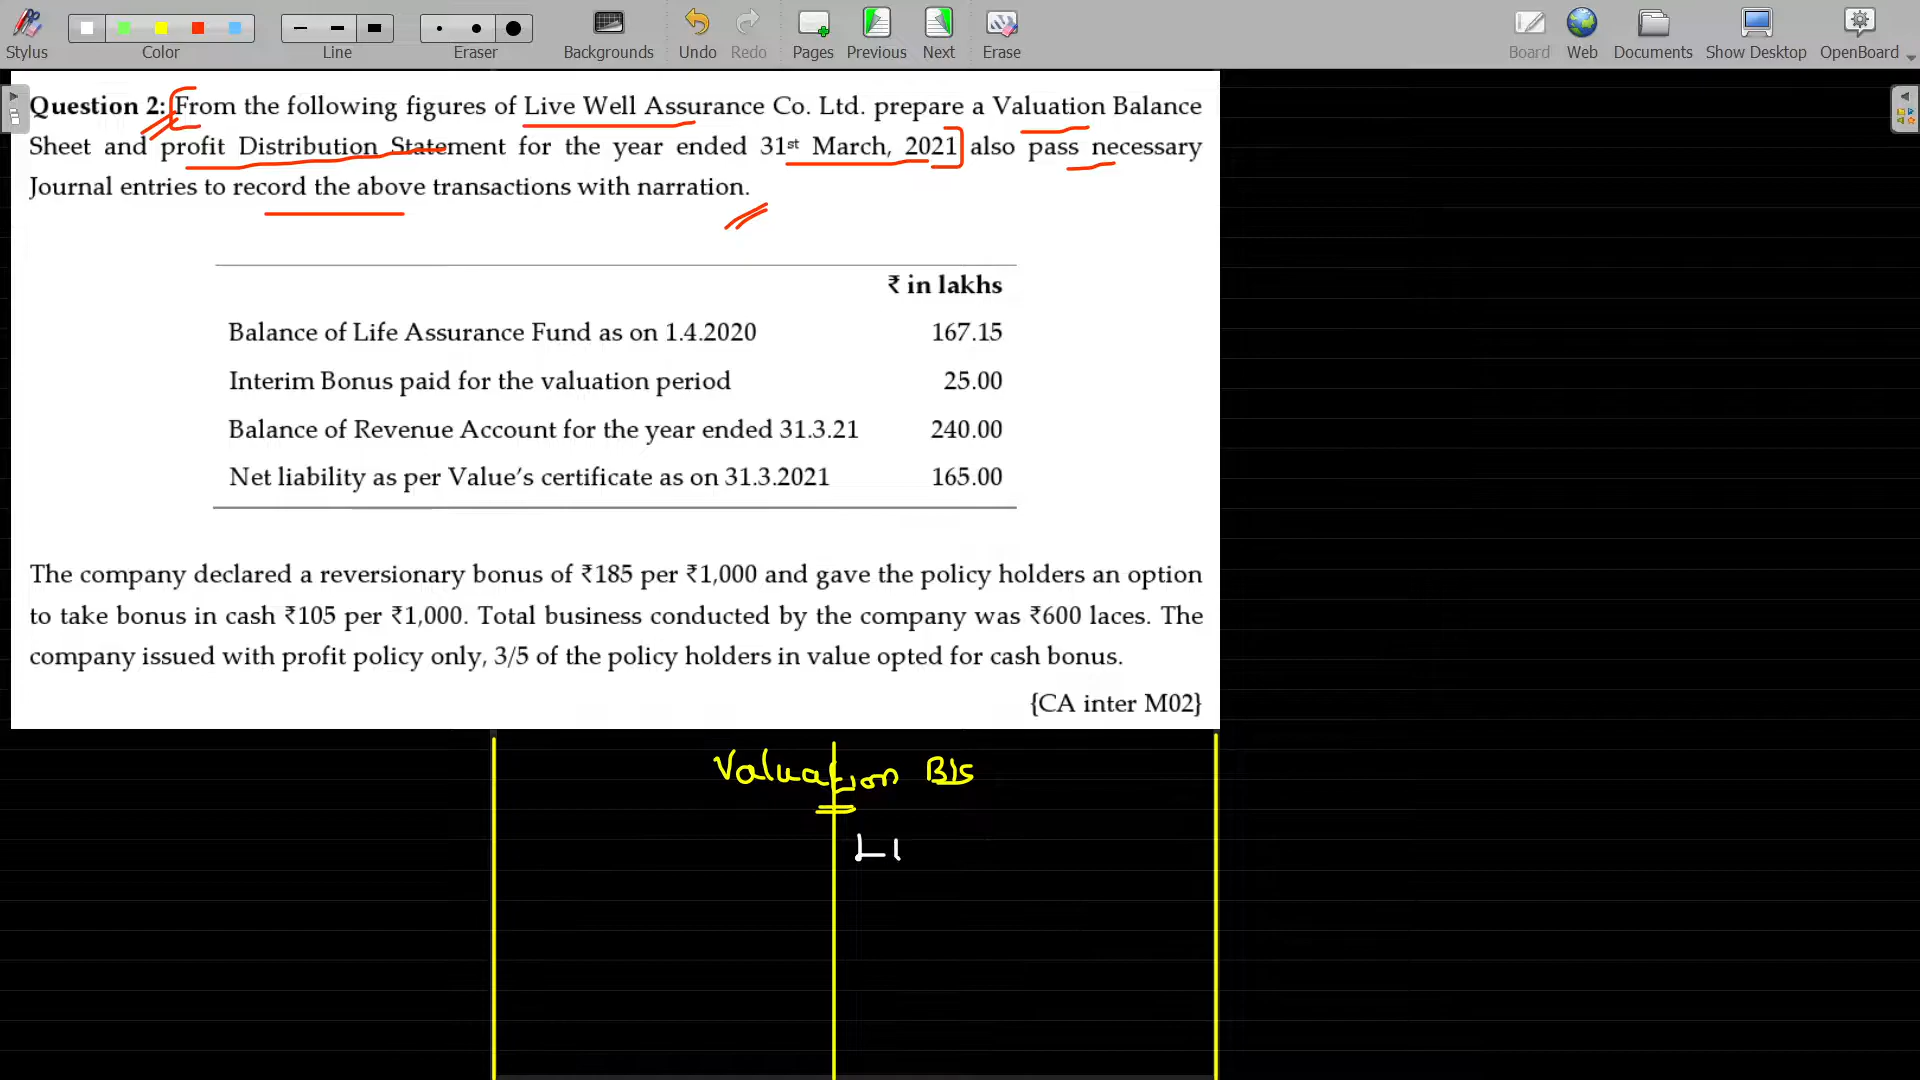 Stylus
Color
Line
Eraser
Backgrounds
Undo
Redo
Pages
Previous
Next
Erase
Board
Web
Documents
Show Desktop
OpenBoard
Question 2: From the following figures of Live Well Assurance Co. Ltd. prepare a Valuation Balance
Sheet and profit Distribution Statement for the year ended 31st March, 2021 also pass necessary
Journal entries to record the above transactions with narration.
₹ in lakhs
Balance of Life Assurance Fund as on 1.4.2020 167.15
Interim Bonus paid for the valuation period 25.00
Balance of Revenue Account for the year ended 31.3.21 240.00
Net liability as per Value's certificate as on 31.3.2021 165.00
The company declared a reversionary bonus of ₹185 per ₹1,000 and gave the policy holders an option
to take bonus in cash ₹105 per ₹1,000. Total business conducted by the company was ₹600 laces. The
company issued with profit policy only, 3/5 of the policy holders in value opted for cash bonus.
{CA inter M02}
Valuation B/s
LI